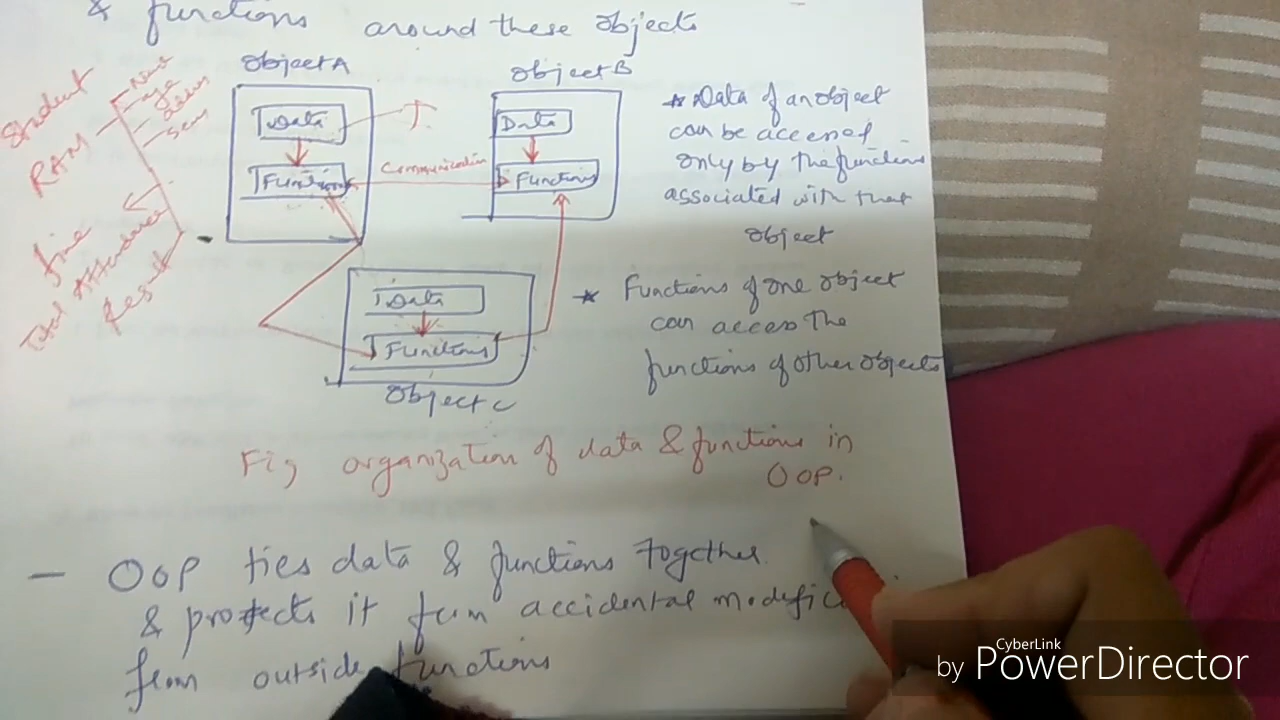 & functions around these objects
Object A
Object B
Student
RAM
Name
age
Sem
Fine
Total Attendance
Result
Data
Functions
Communication
Data
Functions
Data
Functions
Object C
* Data of an object
can be accessed
only by the functions
associated with that
object
* Functions of one object
can access the
functions of other objects
Fig organization of data & functions in
OOP.
- OOP ties data & functions together
& protects it from accidental
from outside functions
CyberLink
by PowerDirector